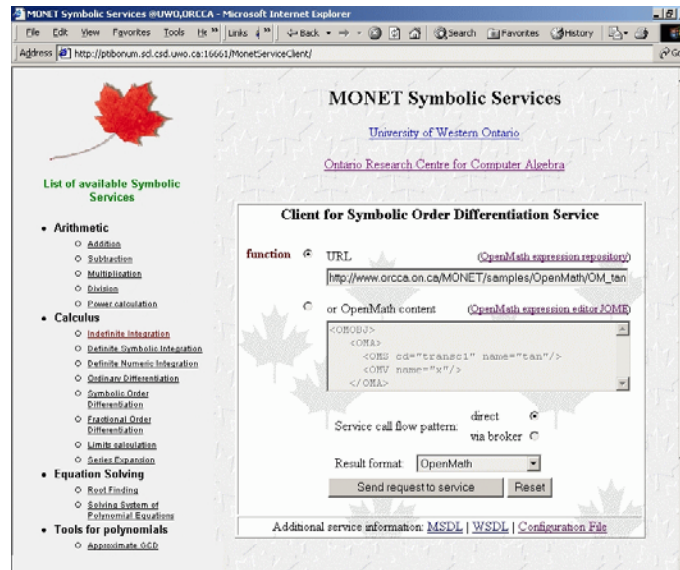 MONET Symbolic Services @UWO,ORCCA - Microsoft Internet Explorer
File Edit View Favorites Tools Links Back Search Favorites History
Address http://ptibonum.scl.csd.uwo.ca:16661/MonetServiceClient/
List of available Symbolic
Services
• Arithmetic
Addition
Subtraction
Multiplication
Division
Power calculation
• Calculus
Indefinite Integration
Definite Symbolic Integration
Definite Numeric Integration
Ordinary Differentiation
Symbolic Order
Differentiation
Fractional Order
Differentiation
Limits calculation
Series Expansion
• Equation Solving
Root Finding
Solving System of
Polynomial Equations
• Tools for polynomials
Approximate GCD
MONET Symbolic Services
University of Western Ontario
Ontario Research Centre for Computer Algebra
Client for Symbolic Order Differentiation Service
function URL (OpenMath expression repository)
http://www.orcca.on.ca/MONET/samples/OpenMath/OM_tan
or OpenMath content (OpenMath expression editor JOME)
<OMOBJ>
<OMA>
<OMS cd="transc1" name="tan"/>
<OMV name="x"/>
</OMA>
Service call flow pattern: direct
via broker
Result format: OpenMath
Send request to service Reset
Additional service information: MSDL | WSDL | Configuration File